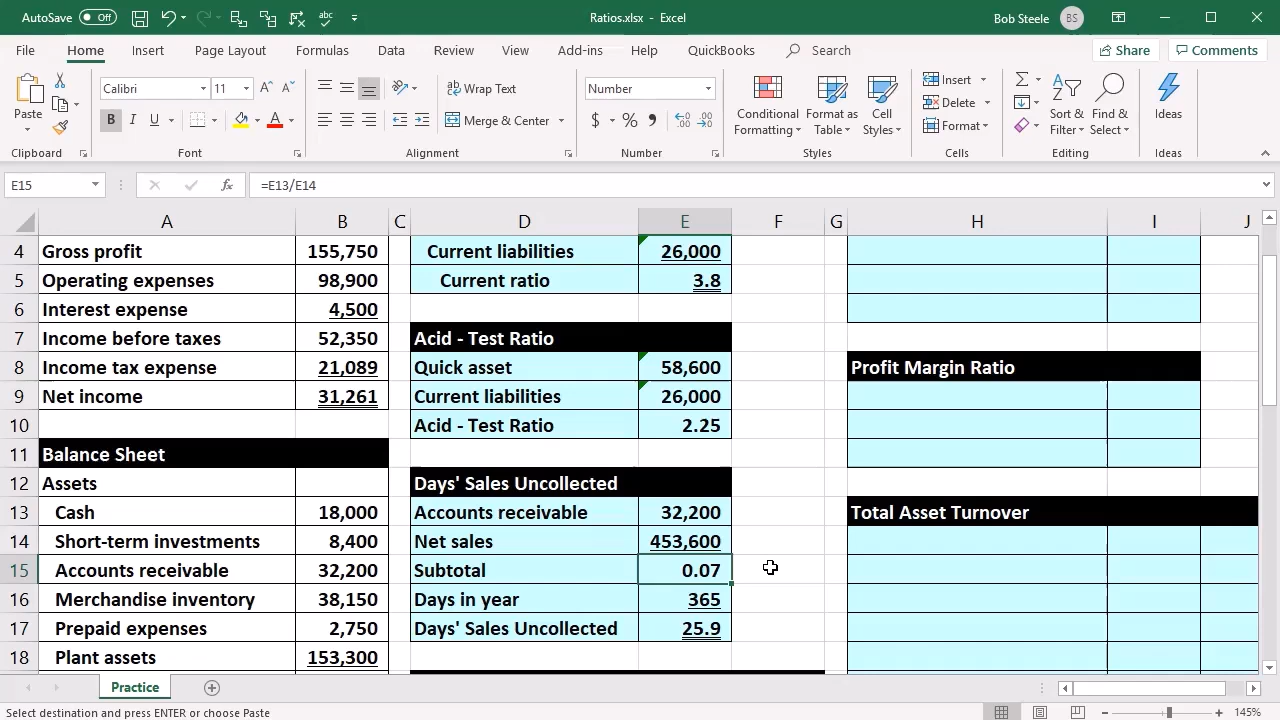 AutoSave Off
Ratios.xlsx - Excel
Bob Steele BS
File Home Insert Page Layout Formulas Data Review View Add-ins Help QuickBooks Search Share Comments
Paste
Calibri 11
B I U
Wrap Text
Merge & Center
Number
$ % ,
Conditional Formatting
Format as Table
Cell Styles
Insert
Delete
Format
Sort & Filter
Find & Select
Ideas
Clipboard Font Alignment Number Styles Cells Editing Ideas
E15 fx =E13/E14
A B C D E F G H I J
4 Gross profit 155,750 Current liabilities 26,000
5 Operating expenses 98,900 Current ratio 3.8
6 Interest expense 4,500
7 Income before taxes 52,350 Acid - Test Ratio
8 Income tax expense 21,089 Quick asset 58,600 Profit Margin Ratio
9 Net income 31,261 Current liabilities 26,000
10 Acid - Test Ratio 2.25
11 Balance Sheet
12 Assets Days' Sales Uncollected
13 Cash 18,000 Accounts receivable 32,200 Total Asset Turnover
14 Short-term investments 8,400 Net sales 453,600
15 Accounts receivable 32,200 Subtotal 0.07
16 Merchandise inventory 38,150 Days in year 365
17 Prepaid expenses 2,750 Days' Sales Uncollected 25.9
18 Plant assets 153,300
Practice
Select destination and press ENTER or choose Paste
145%